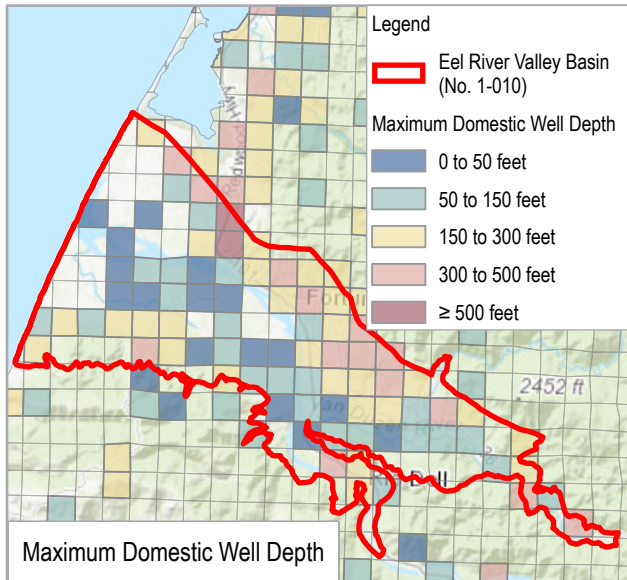 Legend
Eel River Valley Basin
(No. 1-010)
Maximum Domestic Well Depth
0 to 50 feet
50 to 150 feet
150 to 300 feet
300 to 500 feet
≥ 500 feet
101
2452 ft
Maximum Domestic Well Depth